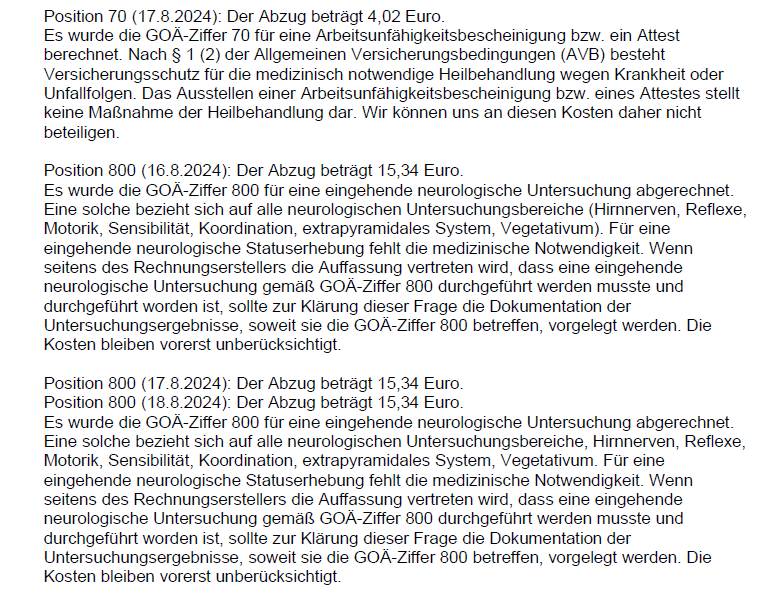 Position 70 (17.8.2024): Der Abzug beträgt 4,02 Euro.
Es wurde die GOÄ-Ziffer 70 für eine Arbeitsunfähigkeitsbescheinigung bzw. ein Attest
berechnet. Nach § 1 (2) der Allgemeinen Versicherungsbedingungen (AVB) besteht
Versicherungsschutz für die medizinisch notwendige Heilbehandlung wegen Krankheit oder
Unfallfolgen. Das Ausstellen einer Arbeitsunfähigkeitsbescheinigung bzw. eines Attestes stellt
keine Maßnahme der Heilbehandlung dar. Wir können uns an diesen Kosten daher nicht
beteiligen.
Position 800 (16.8.2024): Der Abzug beträgt 15,34 Euro.
Es wurde die GOÄ-Ziffer 800 für eine eingehende neurologische Untersuchung abgerechnet.
Eine solche bezieht sich auf alle neurologischen Untersuchungsbereiche (Hirnnerven, Reflexe,
Motorik, Sensibilität, Koordination, extrapyramidales System, Vegetativum). Für eine
eingehende neurologische Statuserhebung fehlt die medizinische Notwendigkeit. Wenn
seitens des Rechnungserstellers die Auffassung vertreten wird, dass eine eingehende
neurologische Untersuchung gemäß GOÄ-Ziffer 800 durchgeführt werden musste und
durchgeführt worden ist, sollte zur Klärung dieser Frage die Dokumentation der
Untersuchungsergebnisse, soweit sie die GOÄ-Ziffer 800 betreffen, vorgelegt werden. Die
Kosten bleiben vorerst unberücksichtigt.
Position 800 (17.8.2024): Der Abzug beträgt 15,34 Euro.
Position 800 (18.8.2024): Der Abzug beträgt 15,34 Euro.
Es wurde die GOÄ-Ziffer 800 für eine eingehende neurologische Untersuchung abgerechnet.
Eine solche bezieht sich auf alle neurologischen Untersuchungsbereiche, Hirnnerven, Reflexe,
Motorik, Sensibilität, Koordination, extrapyramidales System, Vegetativum. Für eine
eingehende neurologische Statuserhebung fehlt die medizinische Notwendigkeit. Wenn
seitens des Rechnungserstellers die Auffassung vertreten wird, dass eine eingehende
neurologische Untersuchung gemäß GOÄ-Ziffer 800 durchgeführt werden musste und
durchgeführt worden ist, sollte zur Klärung dieser Frage die Dokumentation der
Untersuchungsergebnisse, soweit sie die GOÄ-Ziffer 800 betreffen, vorgelegt werden. Die
Kosten bleiben vorerst unberücksichtigt.